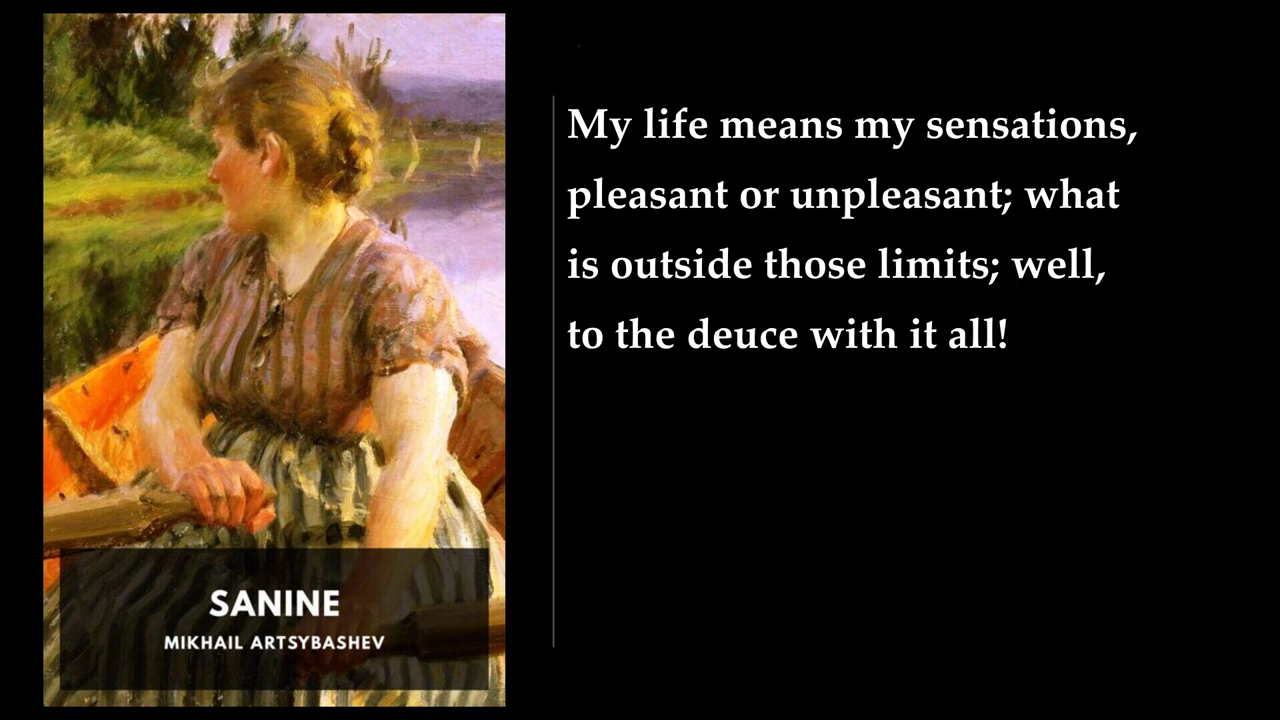 SANINE
MIKHAIL ARTSYBASHEV
My life means my sensations,
pleasant or unpleasant; what
is outside those limits; well,
to the deuce with it all!